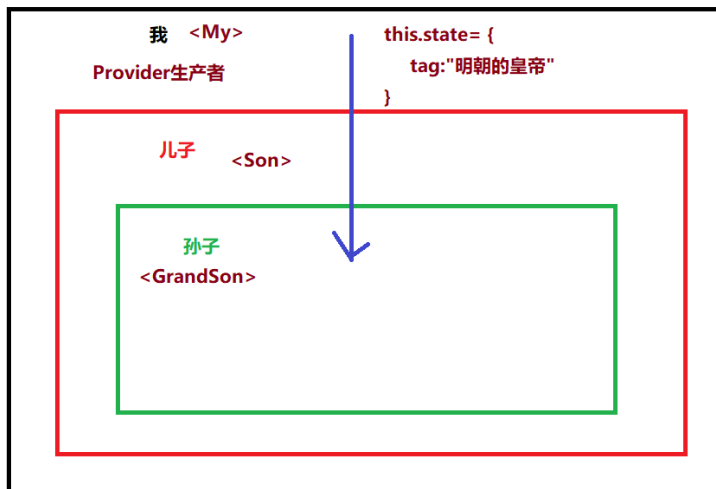 我 <My>
Provider生产者
this.state= {
tag:"明朝的皇帝"
}
儿子 <Son>
孙子
<GrandSon>